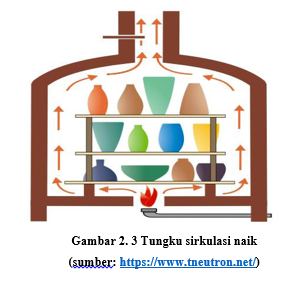 Gambar 2. 3 Tungku sirkulasi naik
(sumber: https://www.tneutron.net/)